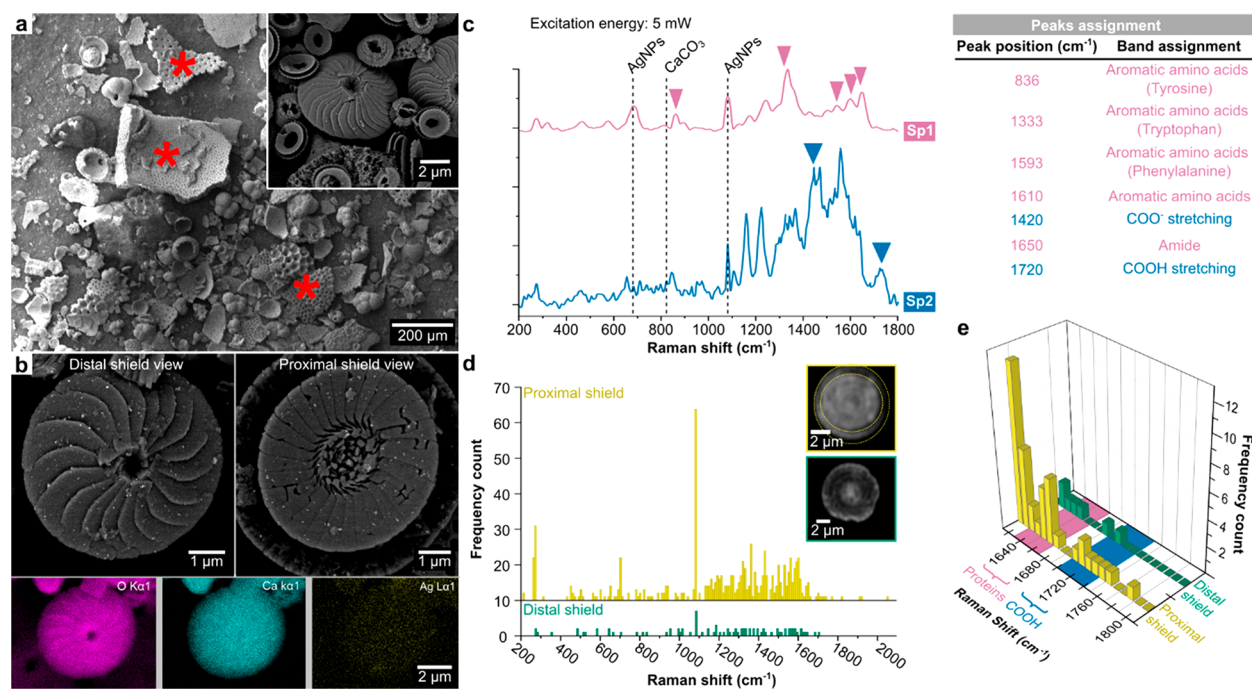 a
2 µm
200 µm
b
Distal shield view
Proximal shield view
1 µm
1 µm
O Kα1
Ca kα1
Ag Lα1
2 µm
c
Excitation energy: 5 mW
AgNPs
CaCO3
AgNPs
Sp1
Sp2
200 400 600 800 1000 1200 1400 1600 1800
Raman shift (cm-1)
Peaks assignment
Peak position (cm-1) Band assignment
836 Aromatic amino acids
(Tyrosine)
1333 Aromatic amino acids
(Tryptophan)
1593 Aromatic amino acids
(Phenylalanine)
1610 Aromatic amino acids
1420 COO- stretching
1650 Amide
1720 COOH stretching
d
Frequency count
70
60
50
40
30
20
10
0
Proximal shield
Distal shield
2 µm
2 µm
200 400 600 800 1000 1200 1400 1600 1800 2000
Raman shift (cm-1)
e
12
10
8
6
4
2
Frequency count
1640
1680
1720
1760
1800
Proteins
COOH
Raman Shift (cm-1)
Distal
shield
Proximal
shield